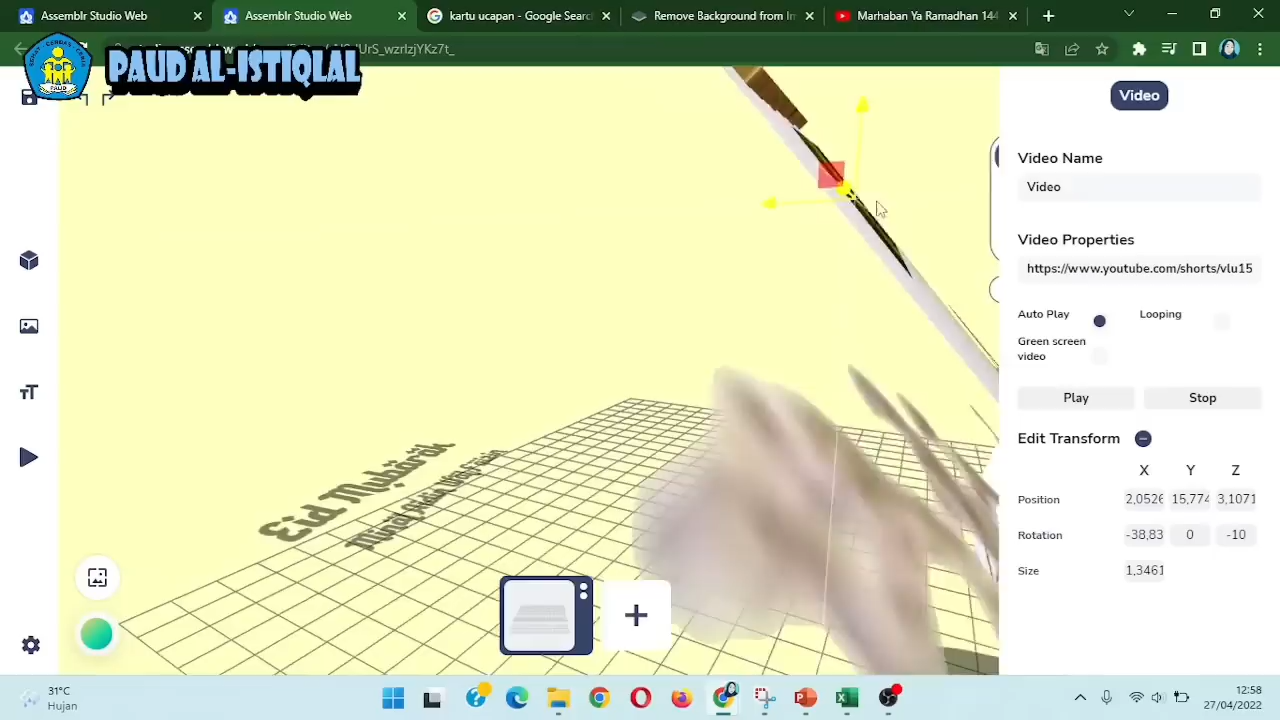 Assemblr Studio Web
Assemblr Studio Web
kartu ucapan - Google Searc
Remove Background from Im
Marhaban Ya Ramadhan 144
PAUD AL-ISTIQLAL
PAUD
Video
Video Name
Video
Video Properties
https://www.youtube.com/shorts/vlu15
Auto Play
Looping
Green screen
video
Play
Stop
Edit Transform
X Y Z
Position 2,0526 15,774 3,1071
Rotation -38,83 0 -10
Size 1,3461
Eid Mubarak
31°C
Hujan
12:58
27/04/2022